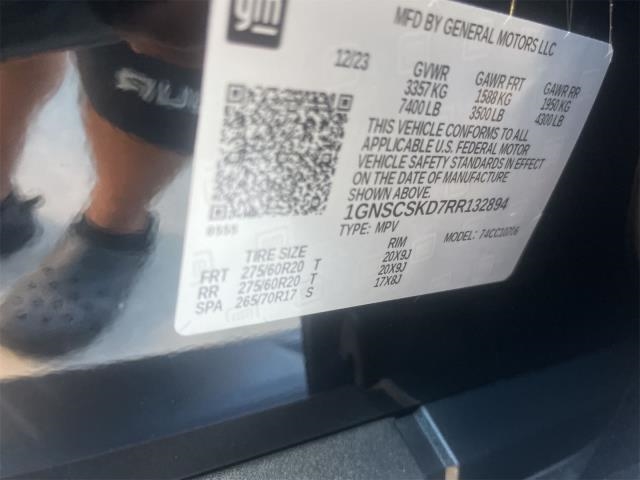 gm
MFD BY GENERAL MOTORS LLC
12/23 GVWR GAWR FRT GAWR RR
3357 KG 1588 KG 1950 KG
7400 LB 3500 LB 4300 LB
THIS VEHICLE CONFORMS TO ALL
APPLICABLE U.S. FEDERAL MOTOR
VEHICLE SAFETY STANDARDS IN EFFECT
ON THE DATE OF MANUFACTURE
SHOWN ABOVE.
1GNSCSKD7RR132894
TYPE: MPV MODEL: 74CC10706
TIRE SIZE RIM
FRT 275/60R20 T 20X9J
RR 275/60R20 T 20X9J
SPA 265/70R17 S 17X8J